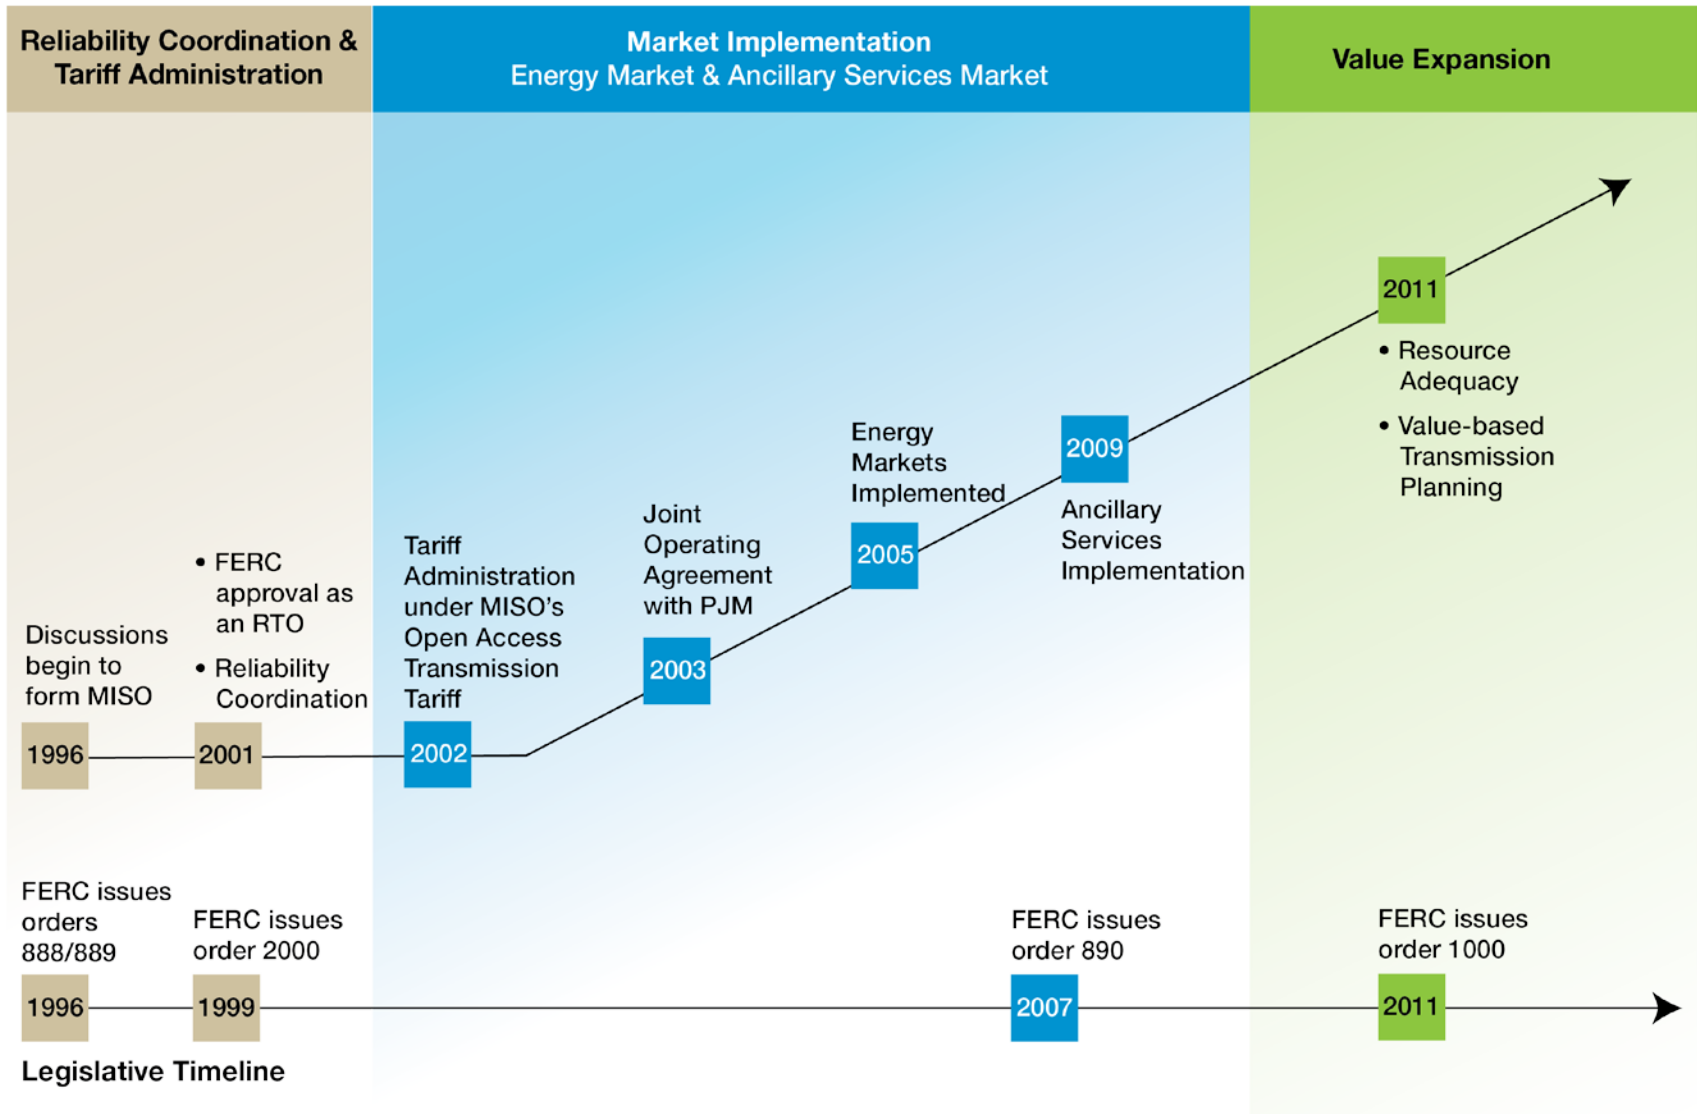 Reliability Coordination &
Tariff Administration
Market Implementation
Energy Market & Ancillary Services Market
Value Expansion
Discussions
begin to
form MISO
1996
• FERC
approval as
an RTO
• Reliability
Coordination
2001
Tariff
Administration
under MISO’s
Open Access
Transmission
Tariff
2002
Joint
Operating
Agreement
with PJM
2003
Energy
Markets
Implemented
2005
2009
Ancillary
Services
Implementation
2011
• Resource
Adequacy
• Value-based
Transmission
Planning
FERC issues
orders
888/889
1996
FERC issues
order 2000
1999
FERC issues
order 890
2007
FERC issues
order 1000
2011
Legislative Timeline